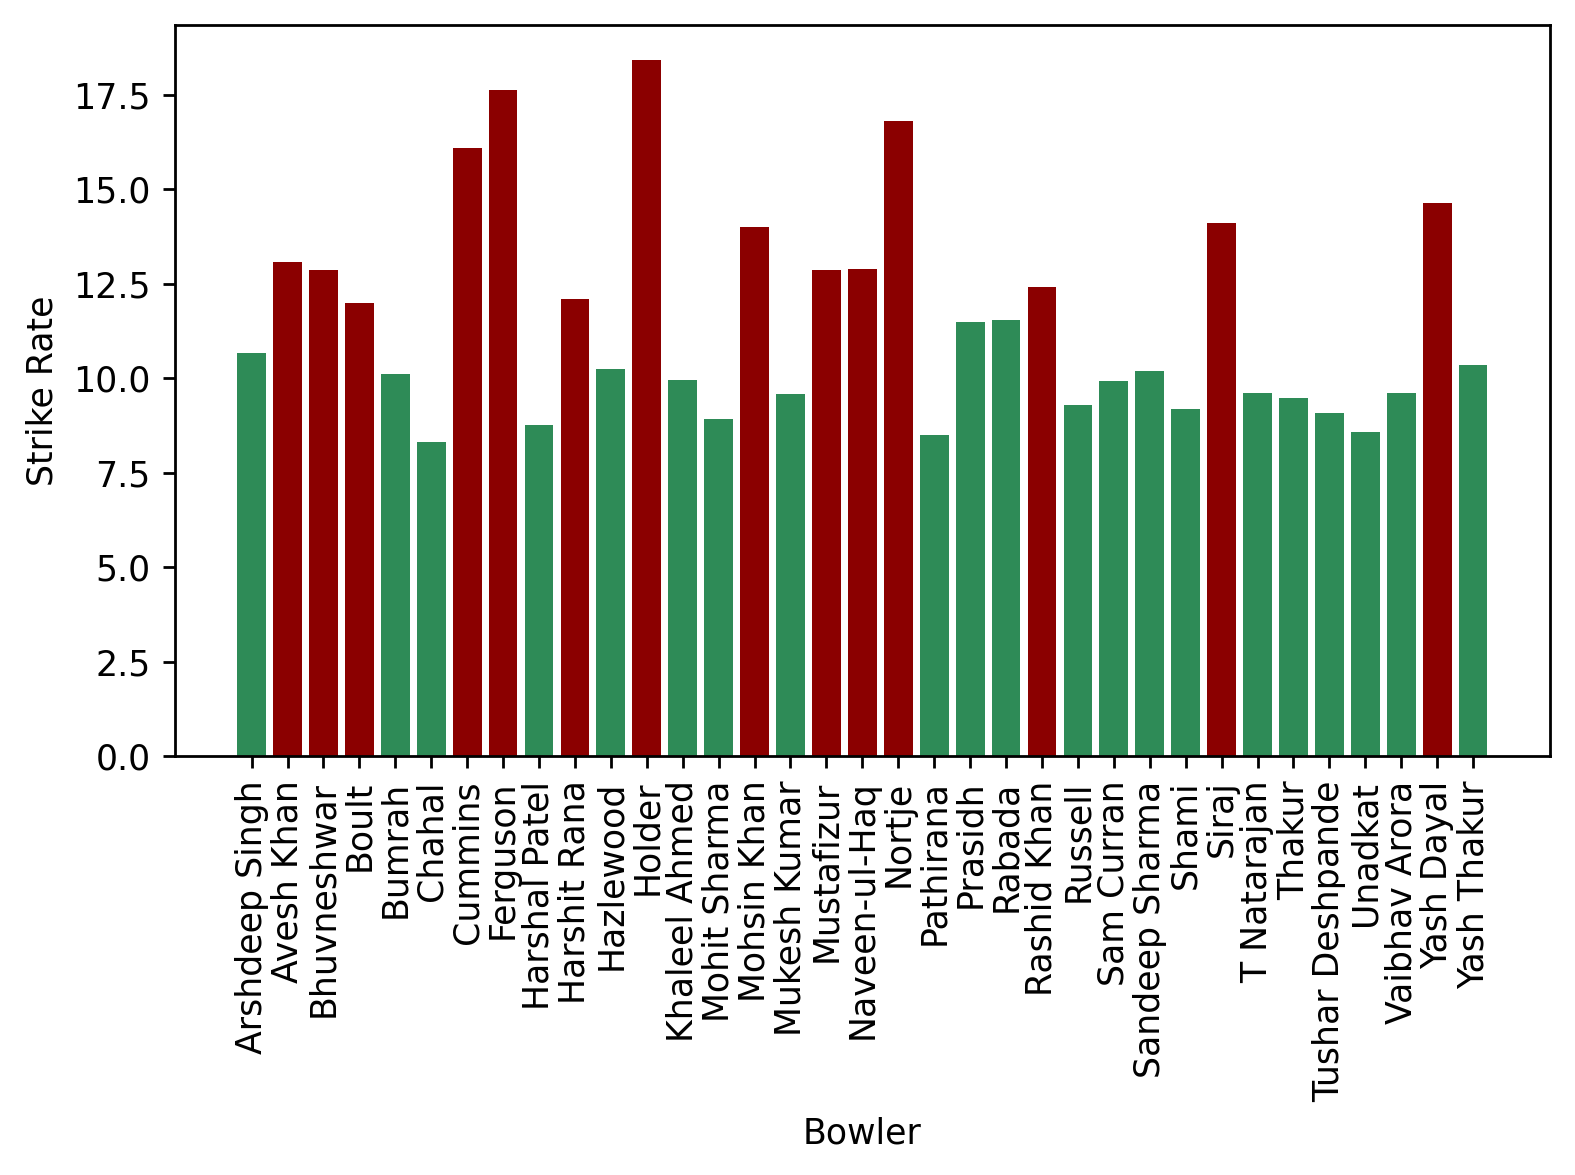 17.5
15.0
12.5
10.0
7.5
5.0
2.5
0.0
Strike Rate
Arshdeep Singh
Avesh Khan
Bhuvneshwar
Boult
Bumrah
Chahal
Cummins
Ferguson
Harshal Patel
Harshit Rana
Hazlewood
Holder
Khaleel Ahmed
Mohit Sharma
Mohsin Khan
Mukesh Kumar
Mustafizur
Naveen-ul-Haq
Nortje
Pathirana
Prasidh
Rabada
Rashid Khan
Russell
Sam Curran
Sandeep Sharma
Shami
Siraj
T Natarajan
Thakur
Tushar Deshpande
Unadkat
Vaibhav Arora
Yash Dayal
Yash Thakur
Bowler